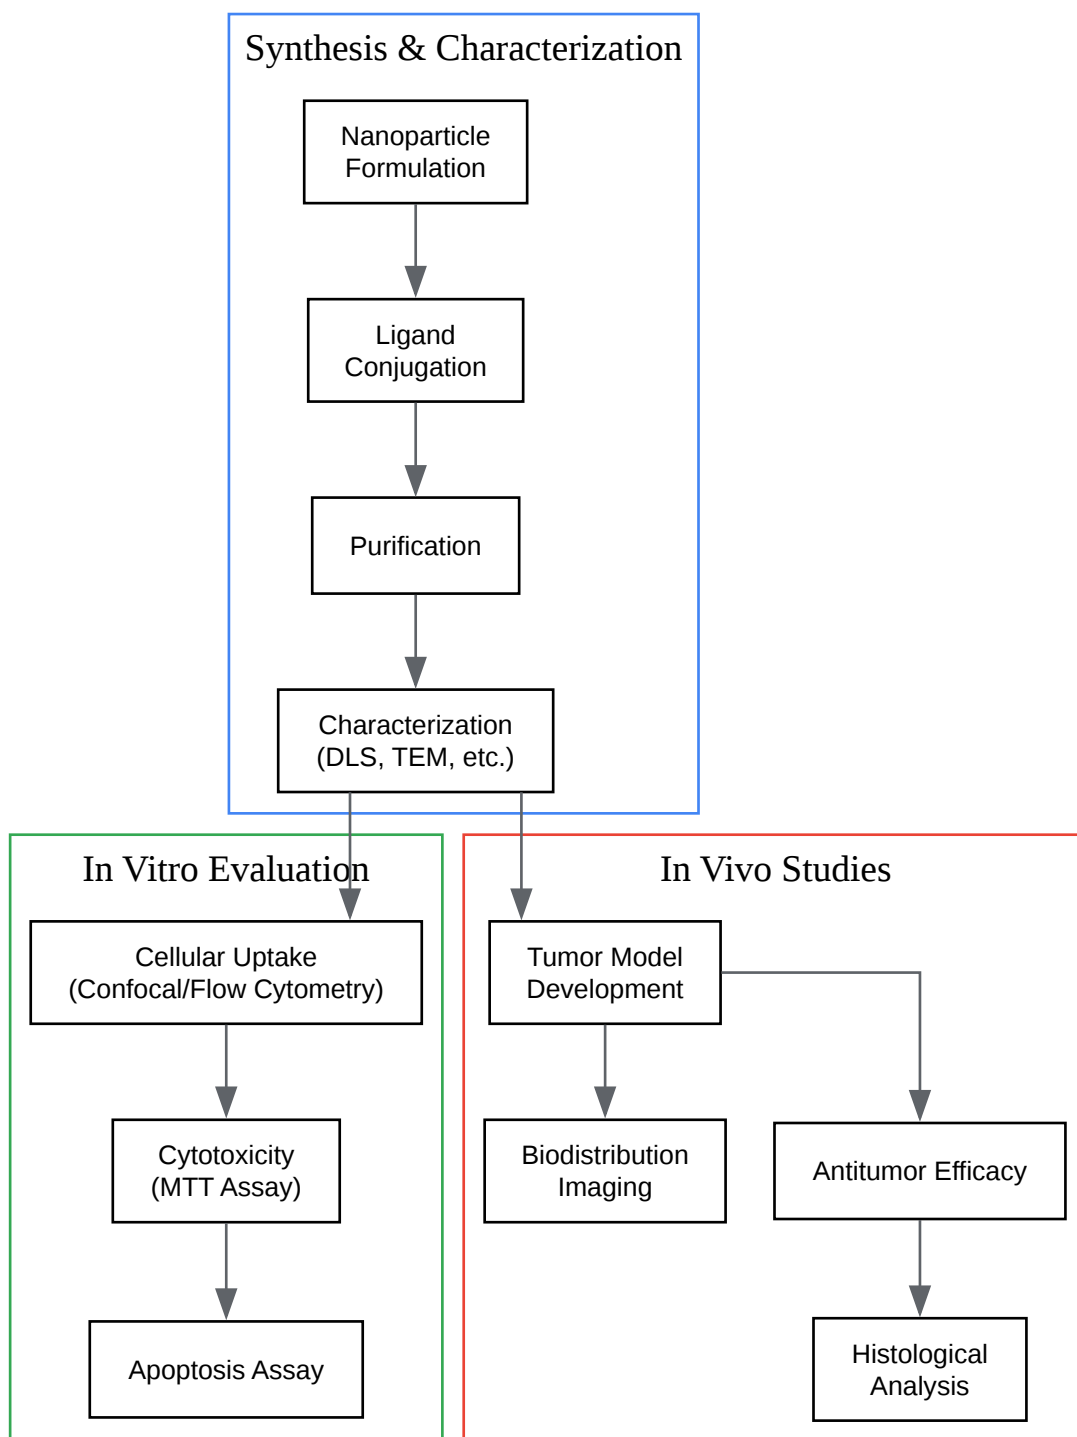 Synthesis & Characterization
Nanoparticle
Formulation
Ligand
Conjugation
Purification
Characterization
(DLS, TEM, etc.)
In Vitro Evaluation
Cellular Uptake
(Confocal/Flow Cytometry)
Cytotoxicity
(MTT Assay)
Apoptosis Assay
In Vivo Studies
Tumor Model
Development
Biodistribution
Imaging
Antitumor Efficacy
Histological
Analysis